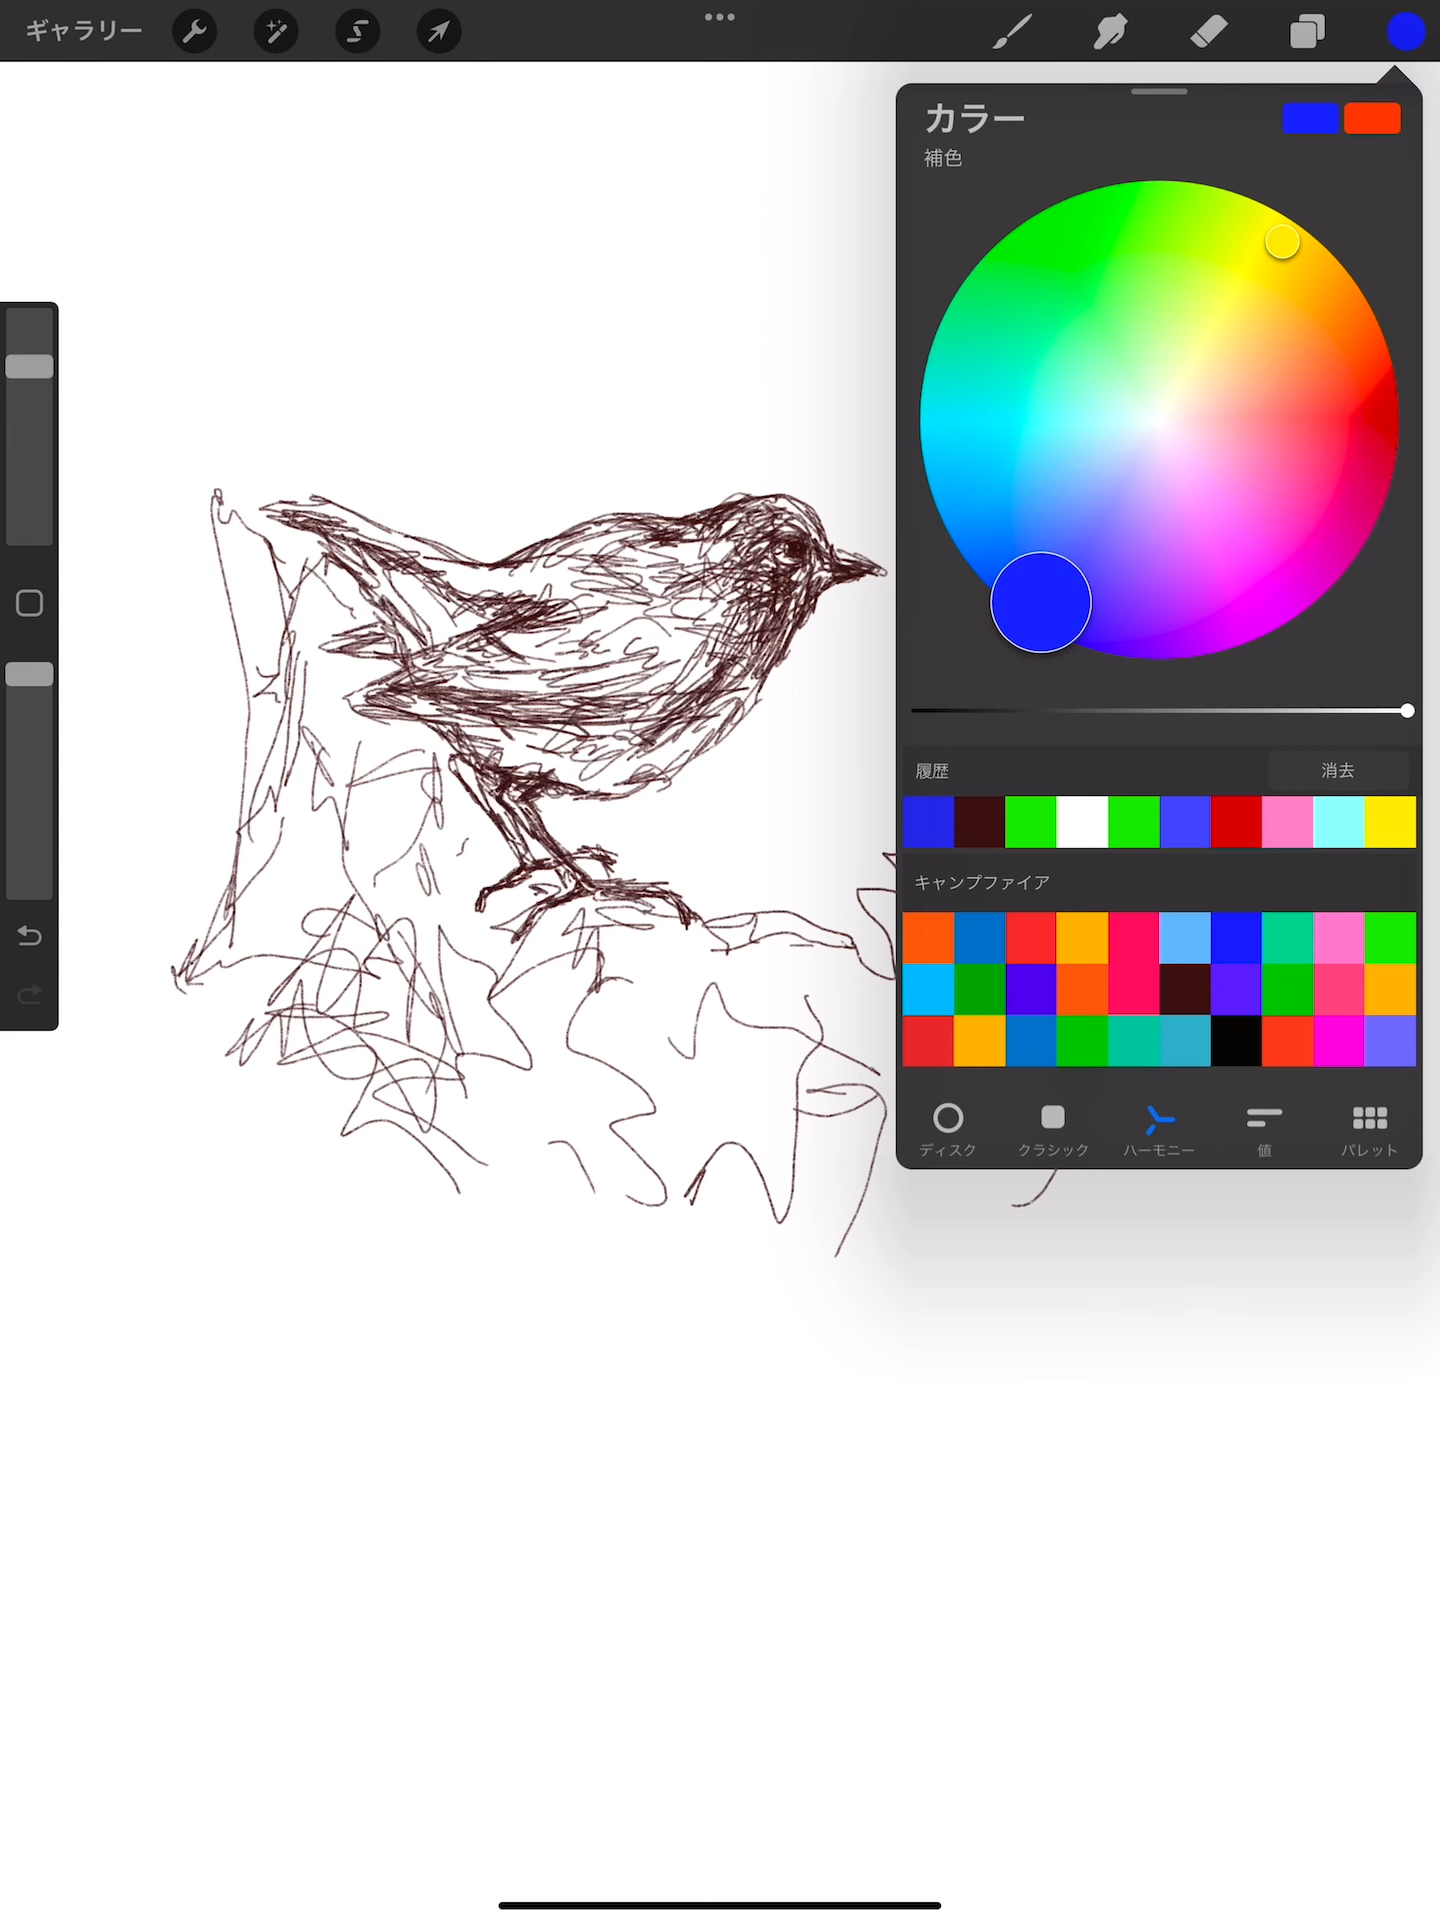 ギャラリー
カラー
補色
履歴
消去
キャンプファイア
ディスク
クラシック
ハーモニー
値
パレット